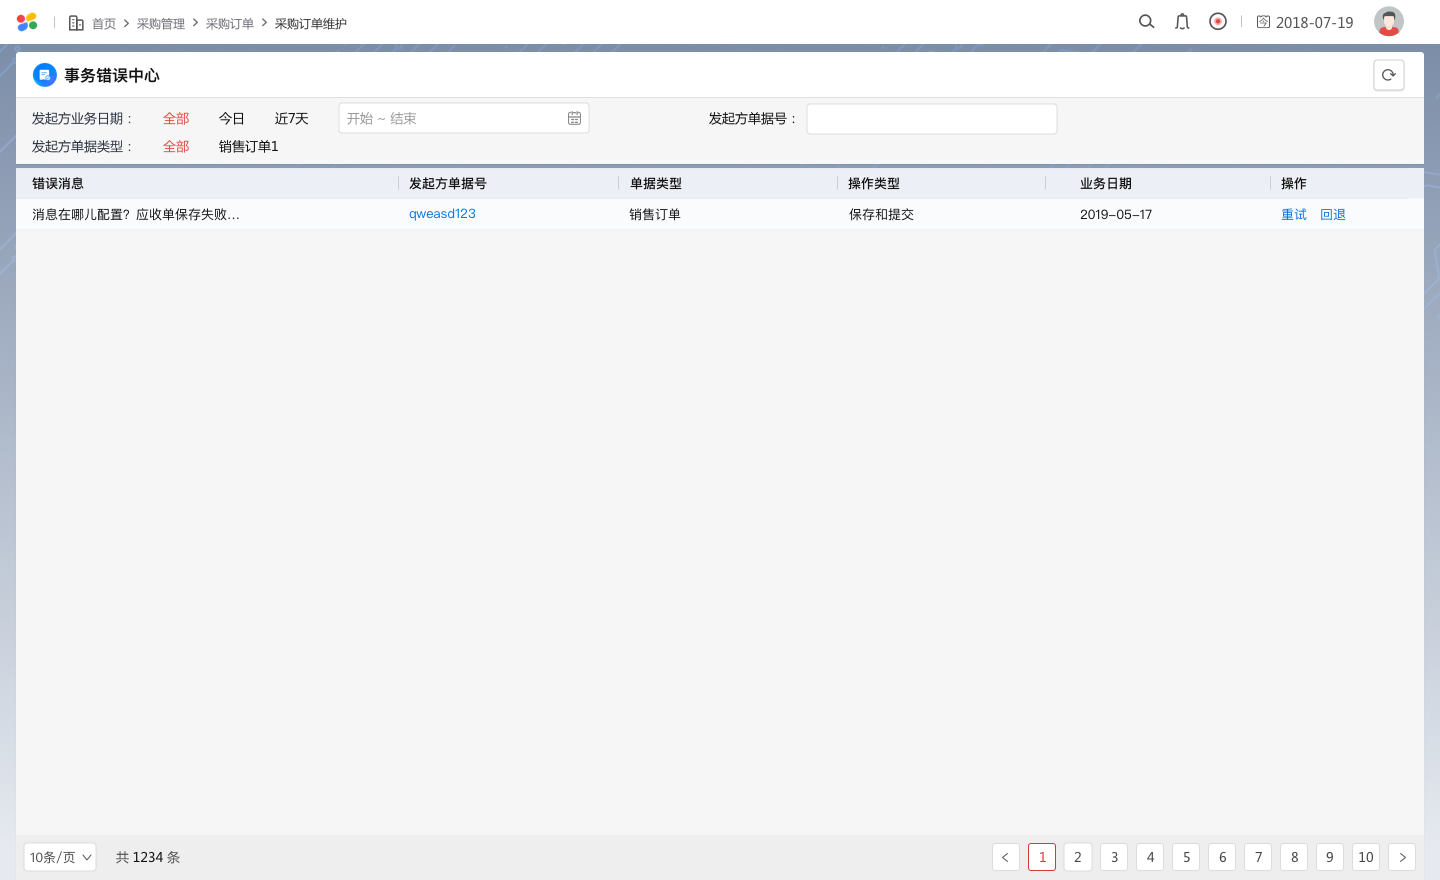 首页 > 采购管理 > 采购订单 > 采购订单维护
今 2018-07-19
事务错误中心
发起方业务日期： 全部 今日 近7天 开始 ~ 结束 发起方单据号：
发起方单据类型： 全部 销售订单1
错误消息 发起方单据号 单据类型 操作类型 业务日期 操作
消息在哪儿配置？应收单保存失败... qweasd123 销售订单 保存和提交 2019-05-17 重试 回退
10条/页 共 1234 条 < 1 2 3 4 5 6 7 8 9 10 >